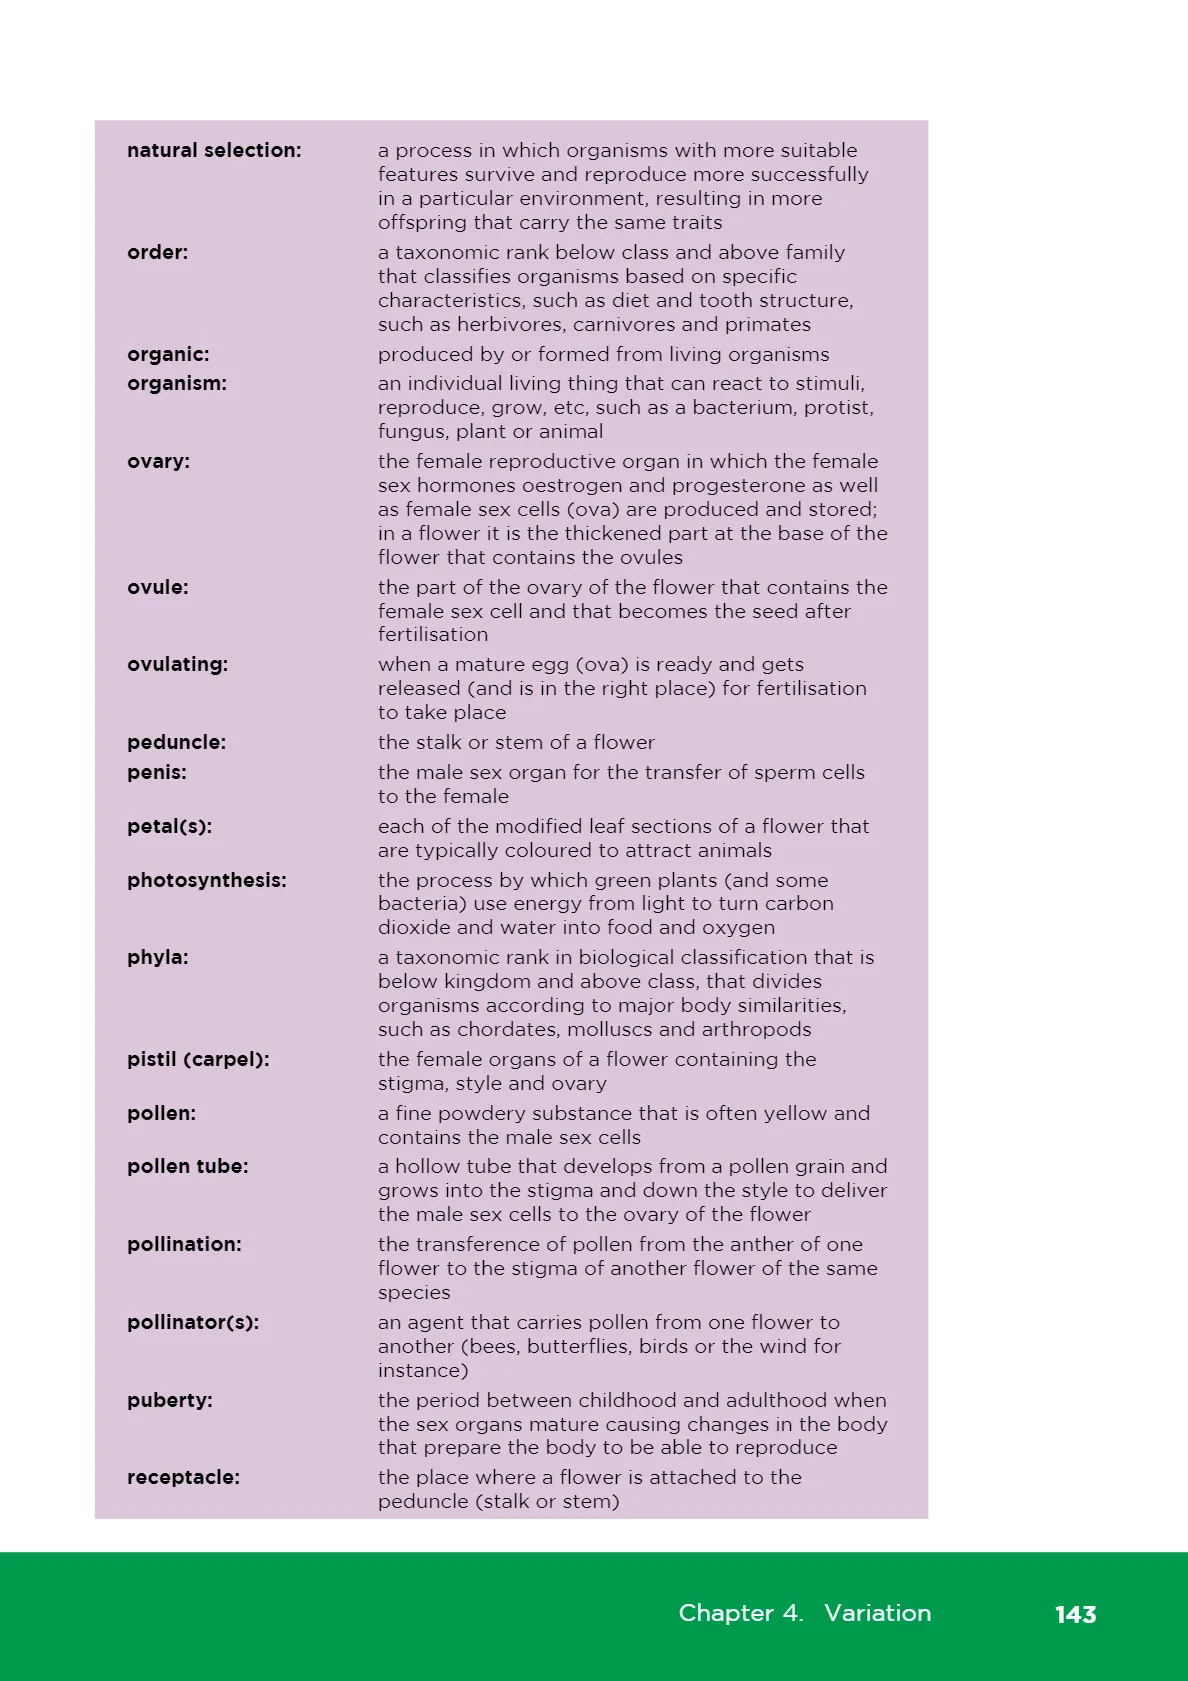 natural selection: a process in which organisms with more suitable
features survive and reproduce more successfully
in a particular environment, resulting in more
offspring that carry the same traits
order: a taxonomic rank below class and above family
that classifies organisms based on specific
characteristics, such as diet and tooth structure,
such as herbivores, carnivores and primates
organic: produced by or formed from living organisms
organism: an individual living thing that can react to stimuli,
reproduce, grow, etc, such as a bacterium, protist,
fungus, plant or animal
ovary: the female reproductive organ in which the female
sex hormones oestrogen and progesterone as well
as female sex cells (ova) are produced and stored;
in a flower it is the thickened part at the base of the
flower that contains the ovules
ovule: the part of the ovary of the flower that contains the
female sex cell and that becomes the seed after
fertilisation
ovulating: when a mature egg (ova) is ready and gets
released (and is in the right place) for fertilisation
to take place
peduncle: the stalk or stem of a flower
penis: the male sex organ for the transfer of sperm cells
to the female
petal(s): each of the modified leaf sections of a flower that
are typically coloured to attract animals
photosynthesis: the process by which green plants (and some
bacteria) use energy from light to turn carbon
dioxide and water into food and oxygen
phyla: a taxonomic rank in biological classification that is
below kingdom and above class, that divides
organisms according to major body similarities,
such as chordates, molluscs and arthropods
pistil (carpel): the female organs of a flower containing the
stigma, style and ovary
pollen: a fine powdery substance that is often yellow and
contains the male sex cells
pollen tube: a hollow tube that develops from a pollen grain and
grows into the stigma and down the style to deliver
the male sex cells to the ovary of the flower
pollination: the transference of pollen from the anther of one
flower to the stigma of another flower of the same
species
pollinator(s): an agent that carries pollen from one flower to
another (bees, butterflies, birds or the wind for
instance)
puberty: the period between childhood and adulthood when
the sex organs mature causing changes in the body
that prepare the body to be able to reproduce
receptacle: the place where a flower is attached to the
peduncle (stalk or stem)
Chapter 4. Variation 143